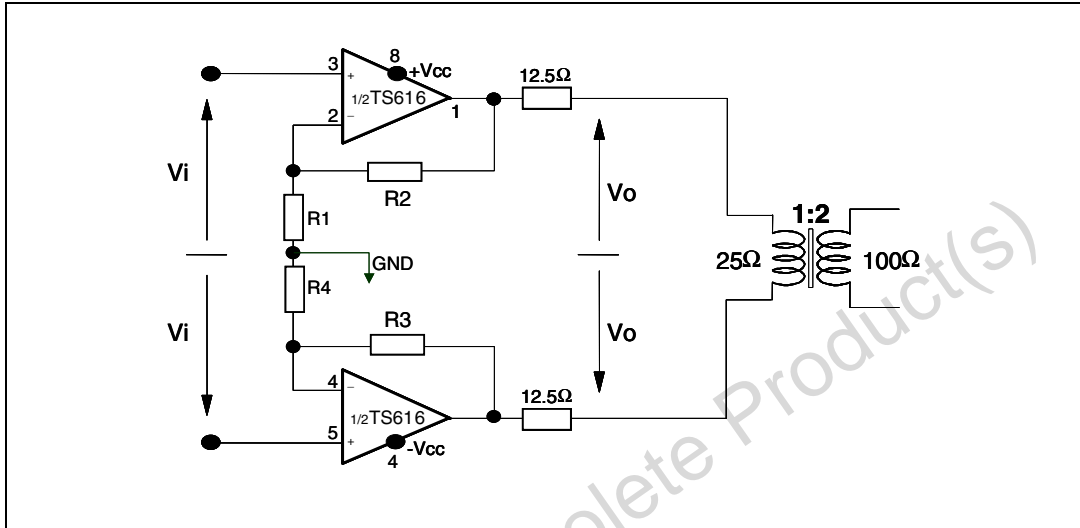 8
+Vcc
3
+
1/2TS616
2
–
1
12.5Ω
Vi
R2
Vo
R1
1:2
GND
25Ω
100Ω
R4
R3
Vi
Vo
4
–
1/2TS616
12.5Ω
5
+
-Vcc
4
olete Product(s)